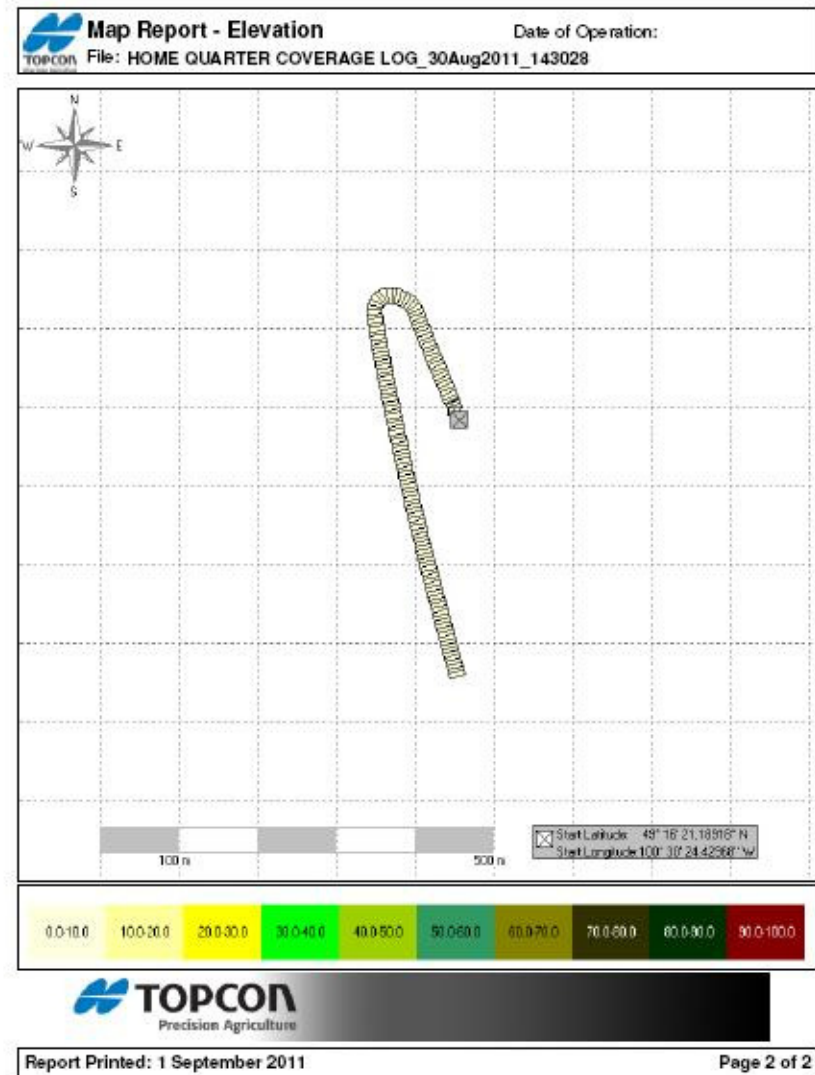 Map Report - Elevation
Date of Operation:
TOPCON
Precision Agriculture
File: HOME QUARTER COVERAGE LOG_30Aug2011_143028
N
W
E
S
100 m
500 m
Start Latitude: 49° 16' 21.18918" N
Start Longitude: 100° 30' 24.42968" W
0.0-10.0 10.0-20.0 20.0-30.0 30.0-40.0 40.0-50.0 50.0-60.0 60.0-70.0 70.0-80.0 80.0-90.0 90.0-100.0
TOPCON
Precision Agriculture
Report Printed: 1 September 2011
Page 2 of 2